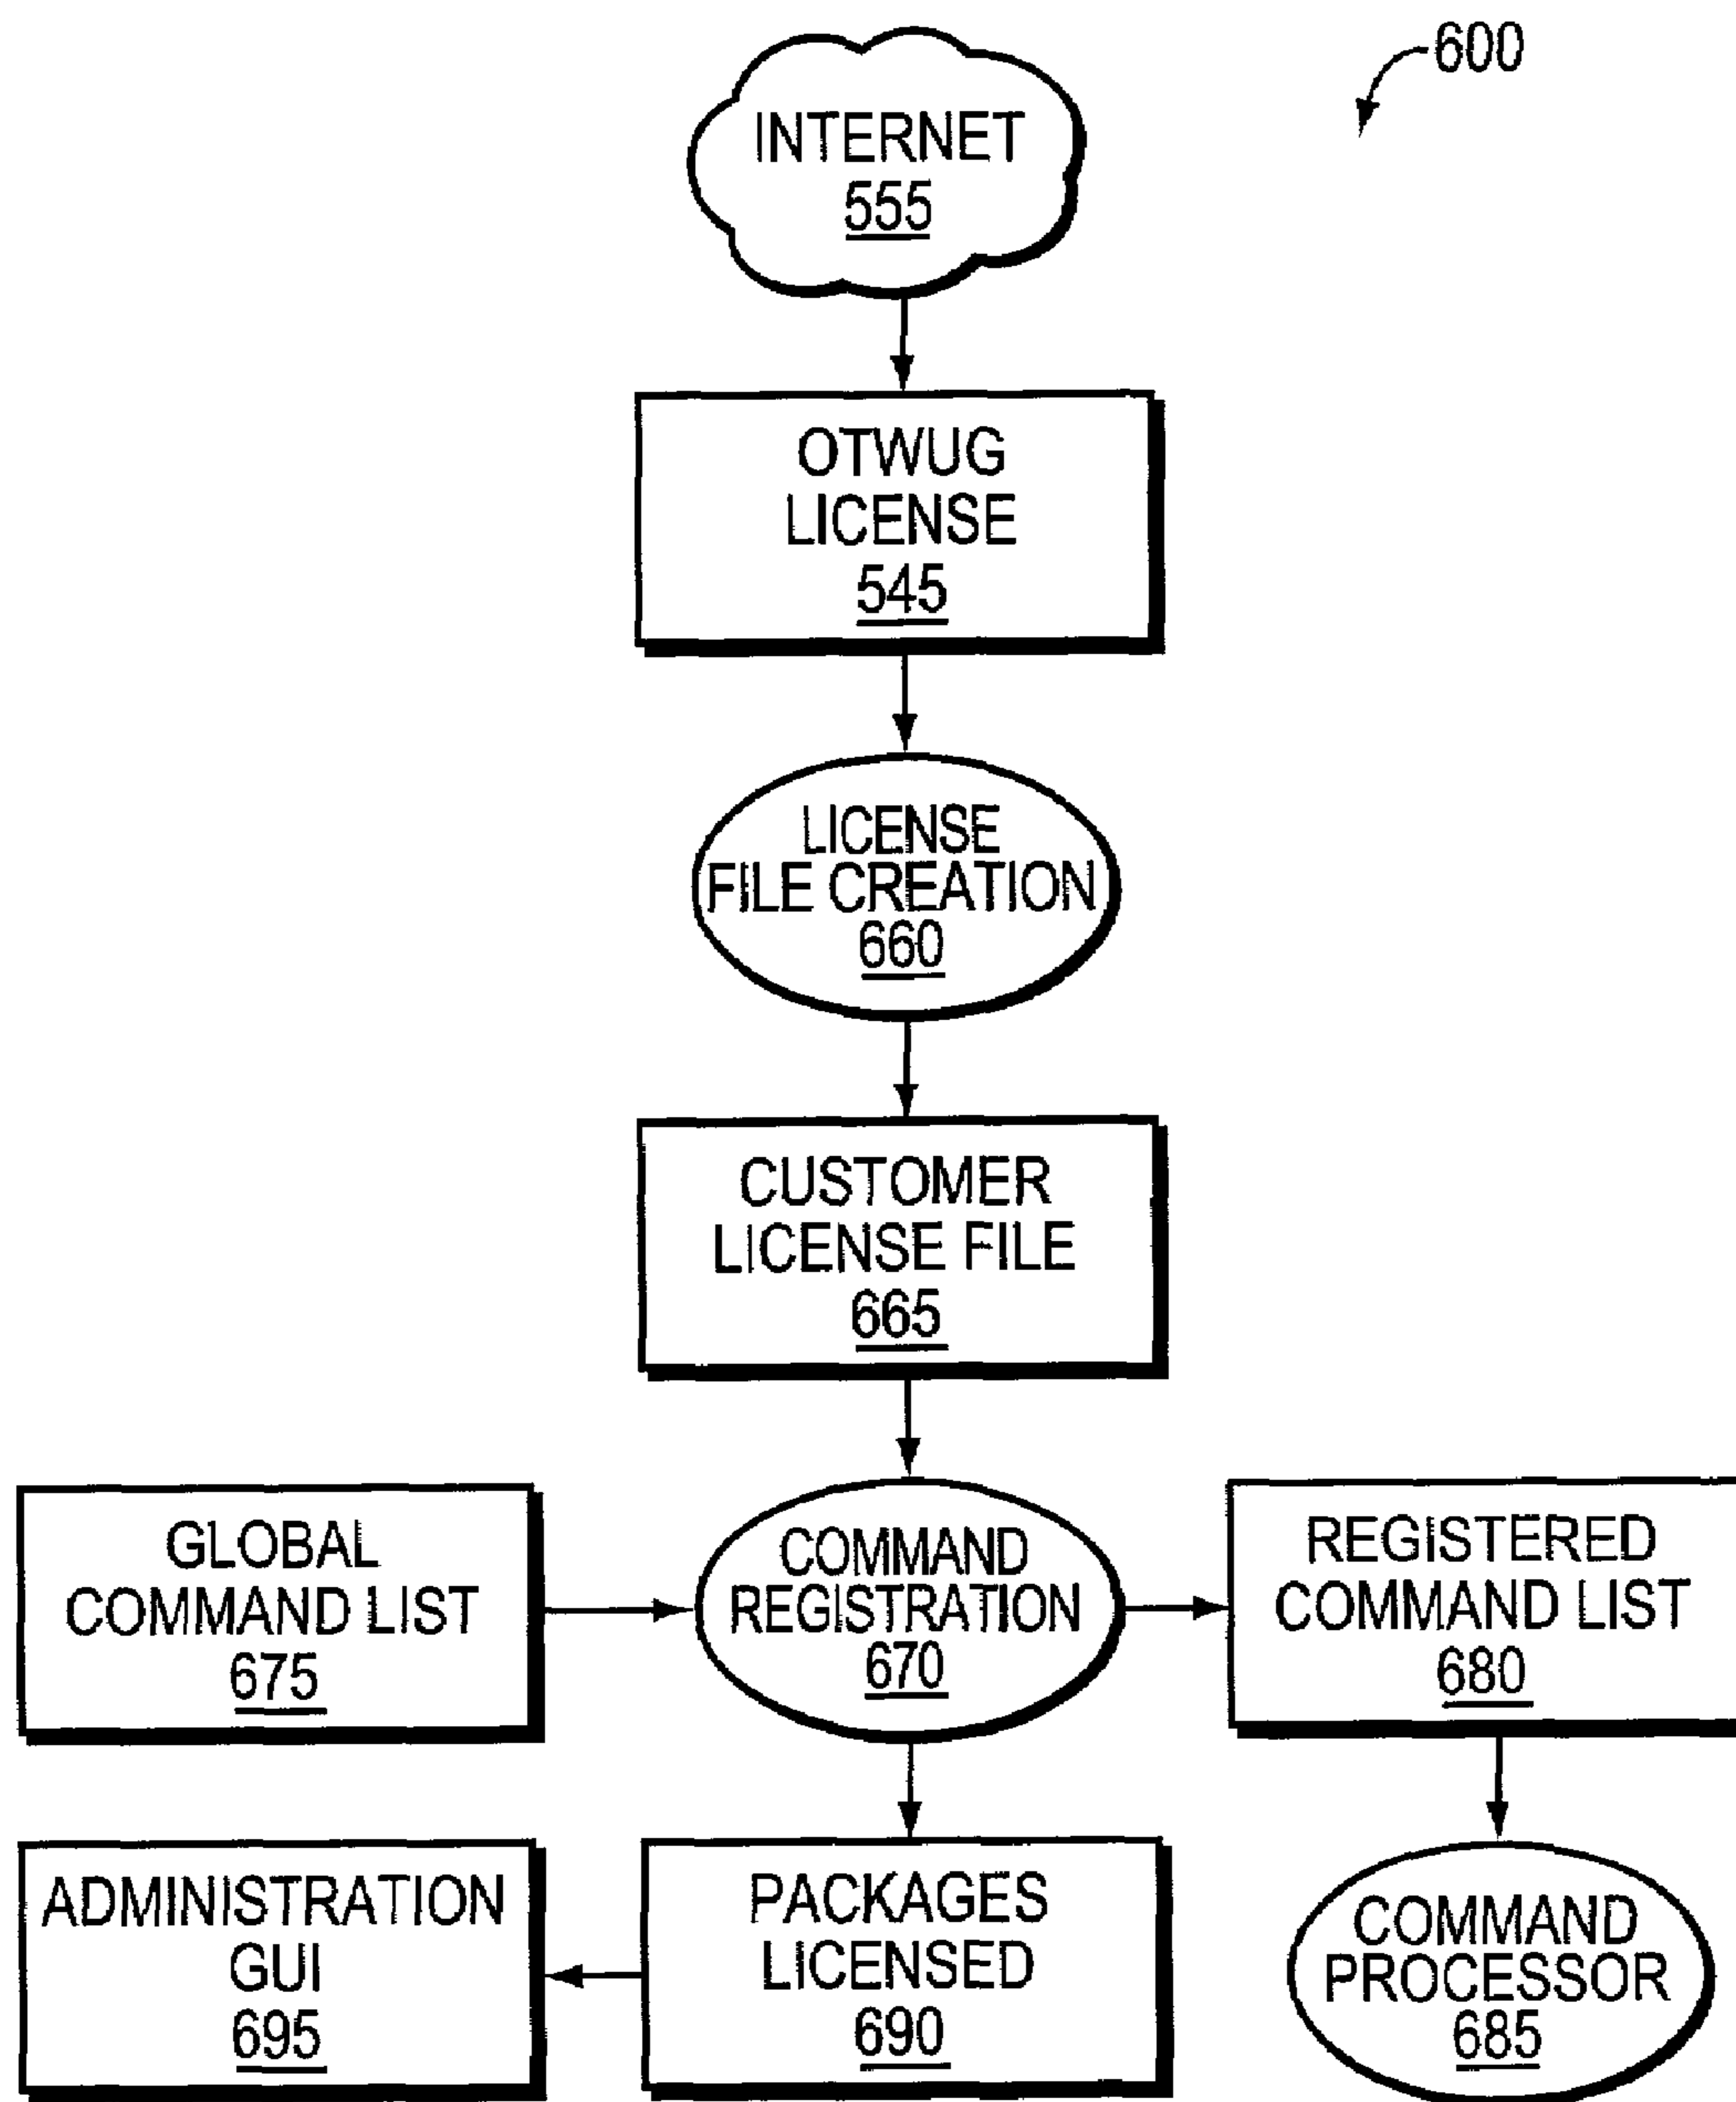 600
INTERNET
555
OTWUG
LICENSE
545
LICENSE
FILE CREATION
660
CUSTOMER
LICENSE FILE
665
GLOBAL
COMMAND LIST
675
COMMAND
REGISTRATION
670
REGISTERED
COMMAND LIST
680
ADMINISTRATION
GUI
695
PACKAGES
LICENSED
690
COMMAND
PROCESSOR
685